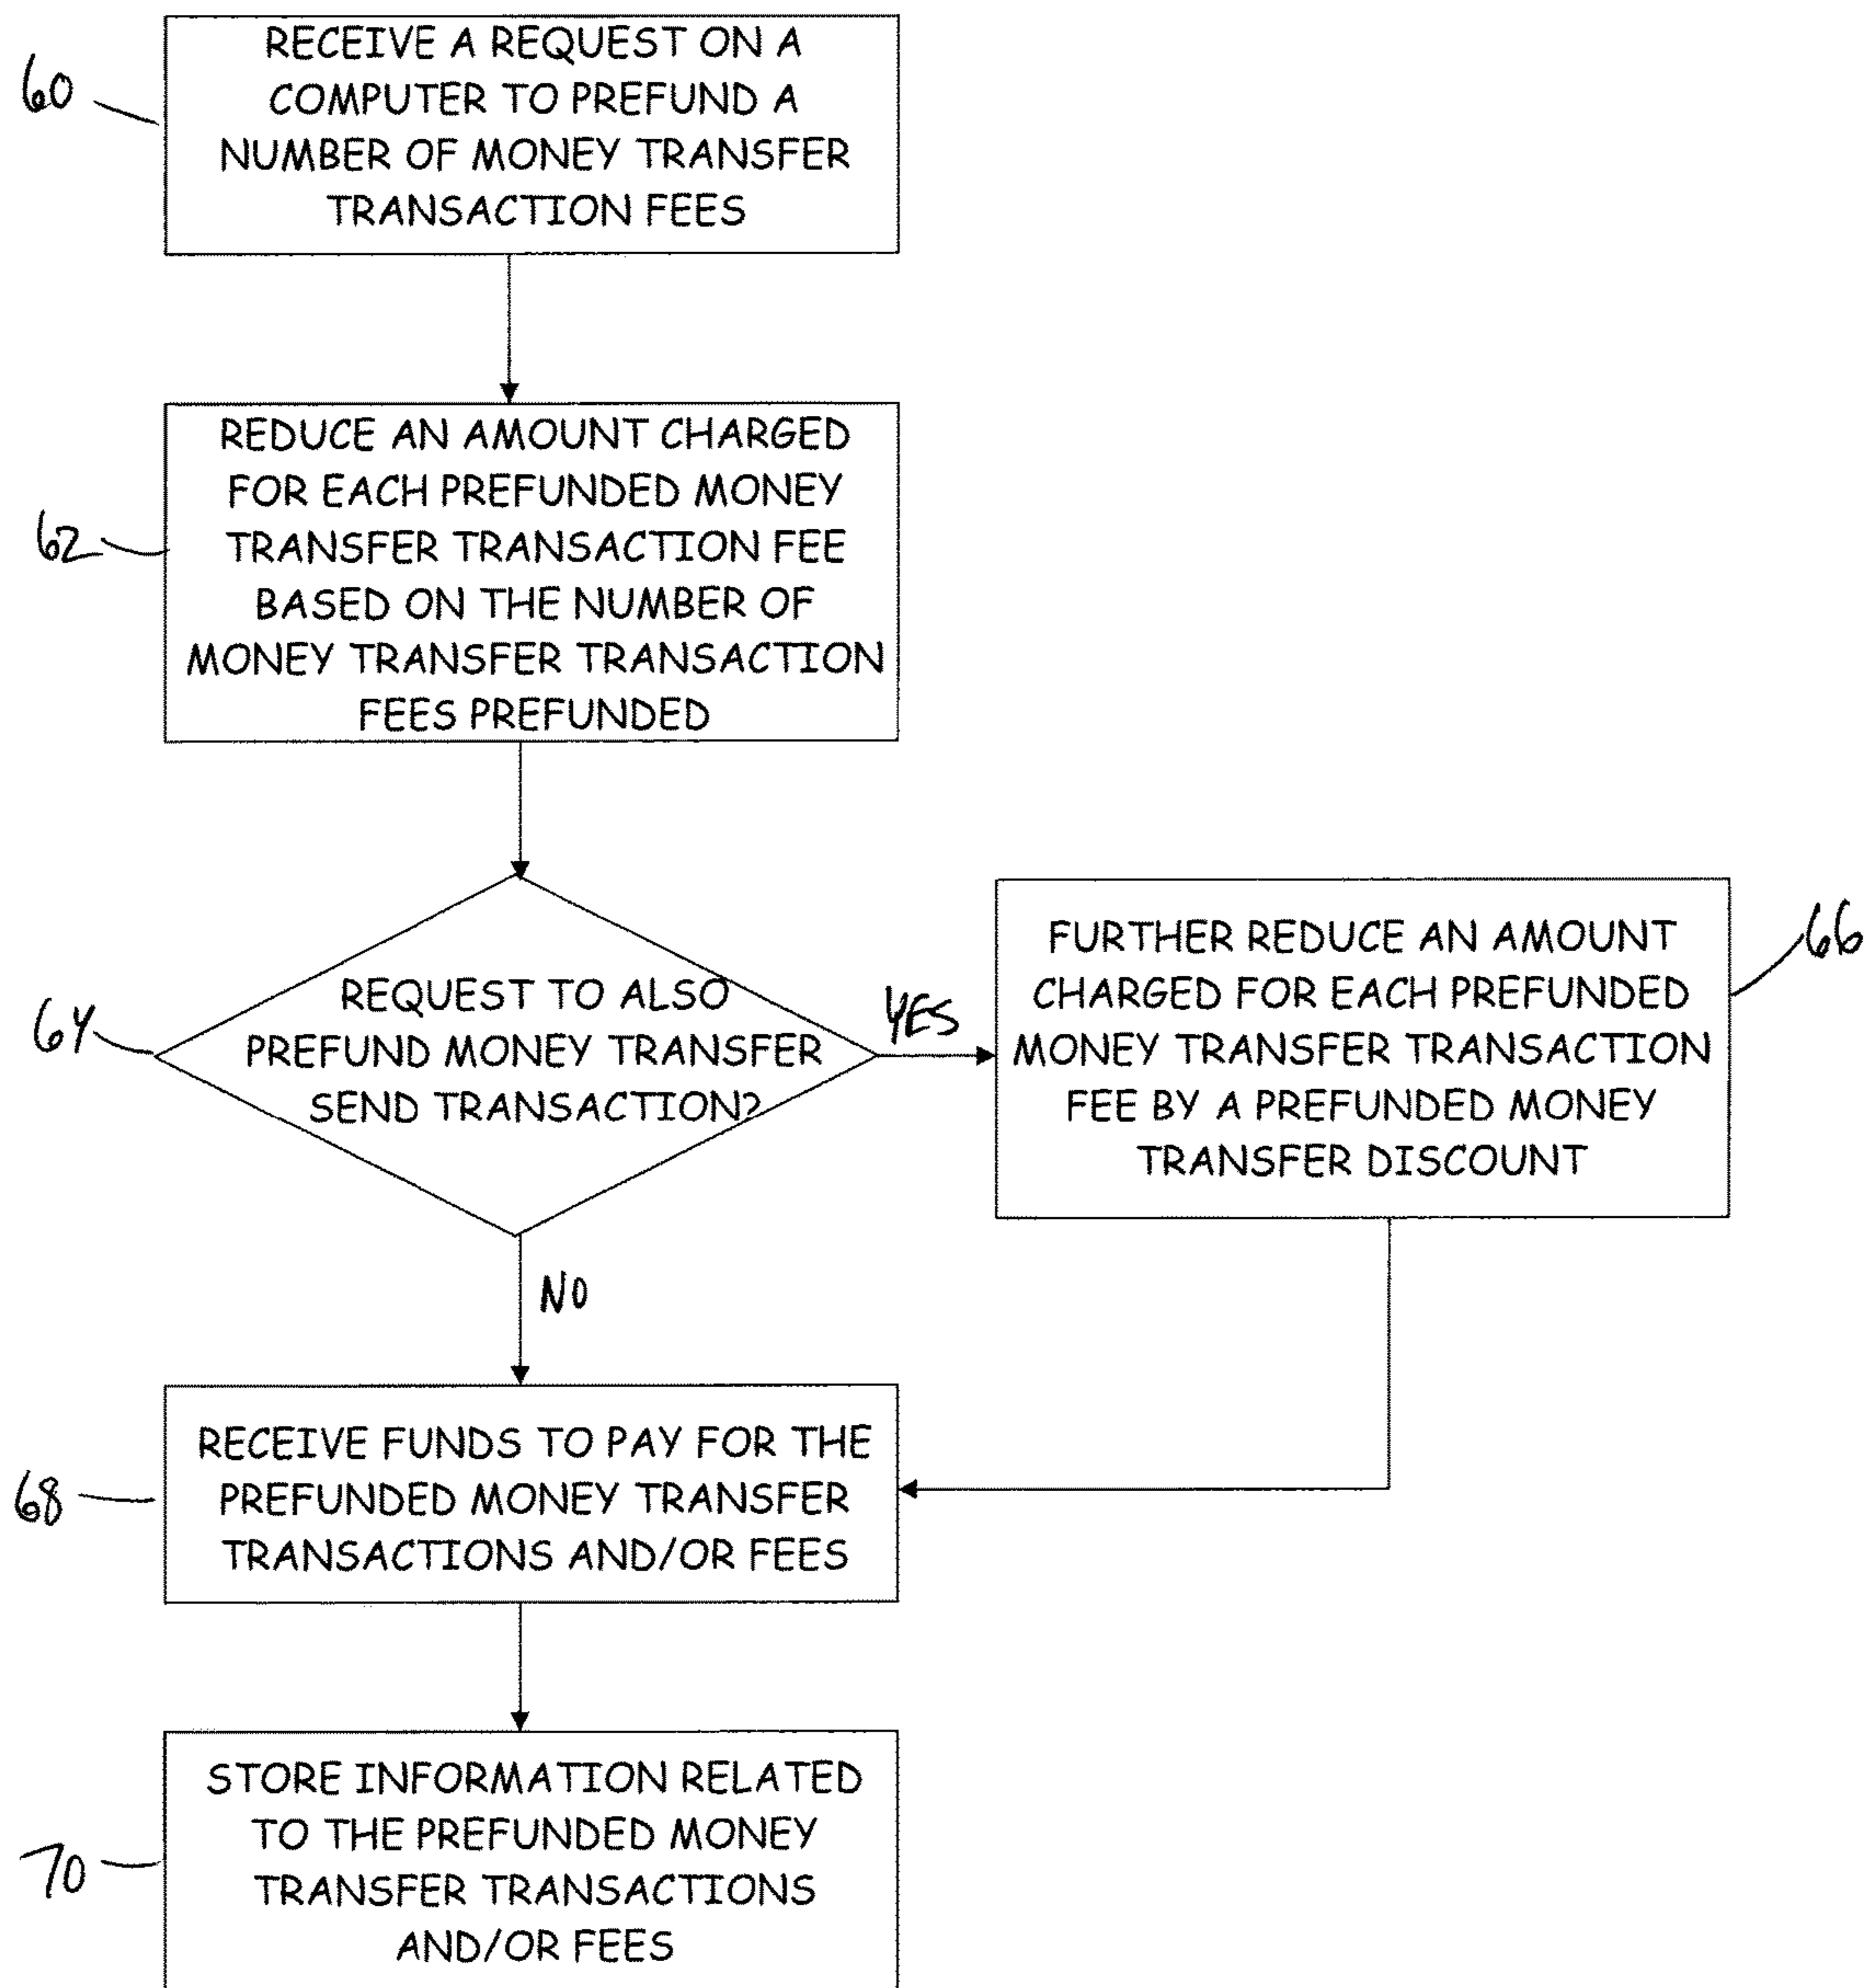 60
RECEIVE A REQUEST ON A
COMPUTER TO PREFUND A
NUMBER OF MONEY TRANSFER
TRANSACTION FEES
62
REDUCE AN AMOUNT CHARGED
FOR EACH PREFUNDED MONEY
TRANSFER TRANSACTION FEE
BASED ON THE NUMBER OF
MONEY TRANSFER TRANSACTION
FEES PREFUNDED
64
REQUEST TO ALSO
PREFUND MONEY TRANSFER
SEND TRANSACTION?
YES
66
FURTHER REDUCE AN AMOUNT
CHARGED FOR EACH PREFUNDED
MONEY TRANSFER TRANSACTION
FEE BY A PREFUNDED MONEY
TRANSFER DISCOUNT
NO
68
RECEIVE FUNDS TO PAY FOR THE
PREFUNDED MONEY TRANSFER
TRANSACTIONS AND/OR FEES
70
STORE INFORMATION RELATED
TO THE PREFUNDED MONEY
TRANSFER TRANSACTIONS
AND/OR FEES